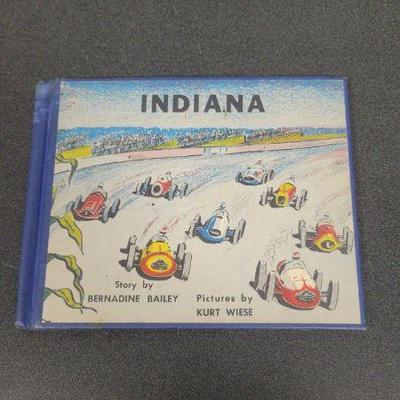 INDIANA
Story by
BERNADINE BAILEY
Pictures by
KURT WIESE